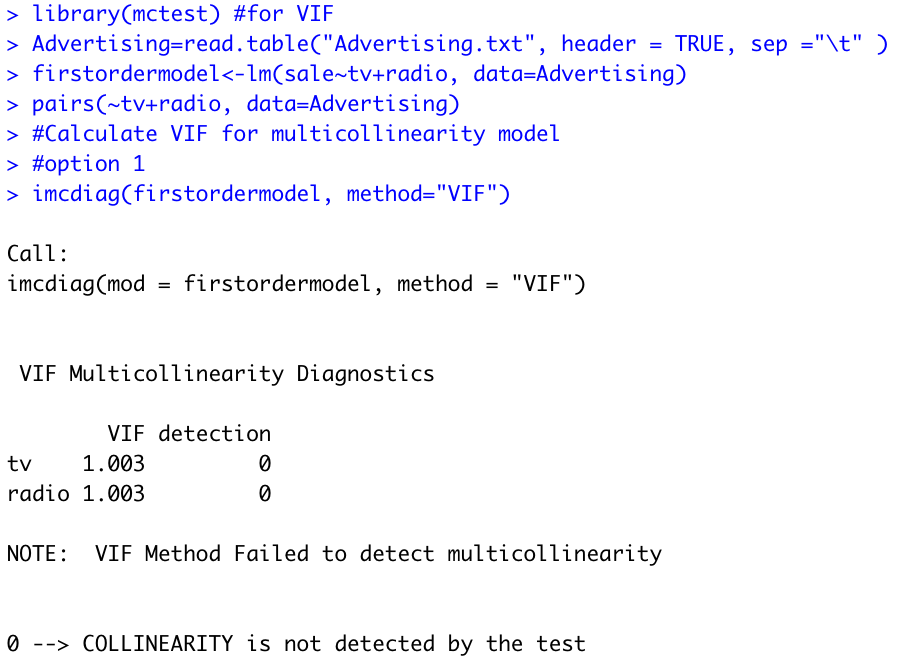 > library(mctest) #for VIF
> Advertising=read.table("Advertising.txt", header = TRUE, sep ="\t" )
> firstordermodel<-lm(sale~tv+radio, data=Advertising)
> pairs(~tv+radio, data=Advertising)
> #Calculate VIF for multicollinearity model
> #option 1
> imcdiag(firstordermodel, method="VIF")
Call:
imcdiag(mod = firstordermodel, method = "VIF")
VIF Multicollinearity Diagnostics
VIF detection
tv 1.003 0
radio 1.003 0
NOTE: VIF Method Failed to detect multicollinearity
0 --> COLLINEARITY is not detected by the test